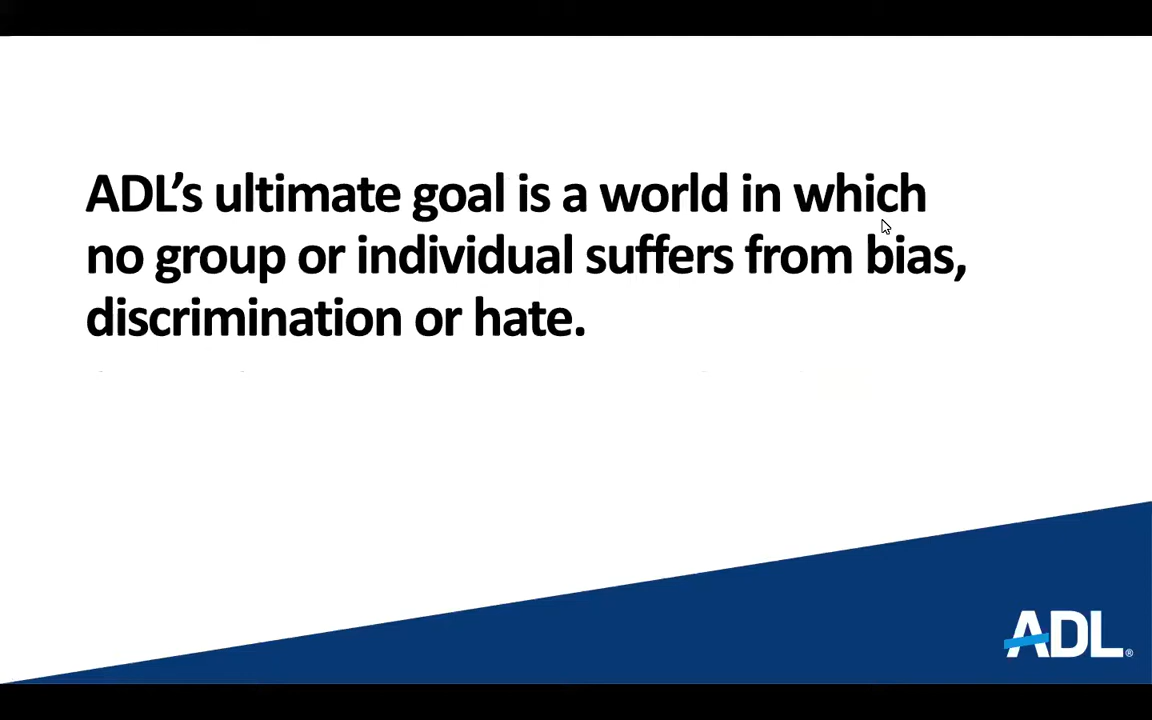 ADL’s ultimate goal is a world in which
no group or individual suffers from bias,
discrimination or hate.
ADL®